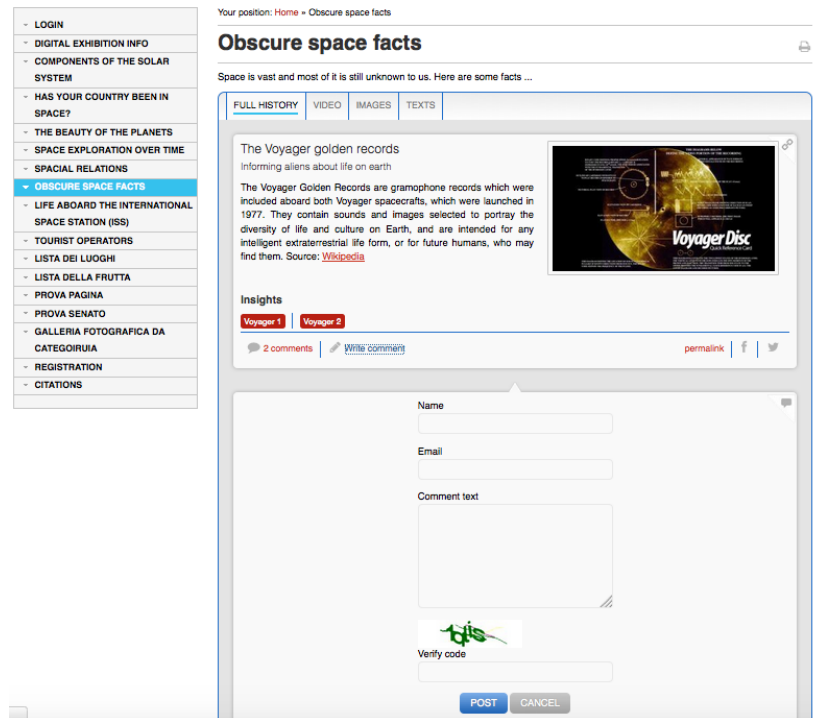 LOGIN
DIGITAL EXHIBITION INFO
COMPONENTS OF THE SOLAR
SYSTEM
HAS YOUR COUNTRY BEEN IN
SPACE?
THE BEAUTY OF THE PLANETS
SPACE EXPLORATION OVER TIME
SPACIAL RELATIONS
OBSCURE SPACE FACTS
LIFE ABOARD THE INTERNATIONAL
SPACE STATION (ISS)
TOURIST OPERATORS
LISTA DEI LUOGHI
LISTA DELLA FRUTTA
PROVA PAGINA
PROVA SENATO
GALLERIA FOTOGRAFICA DA
CATEGOIRUIA
REGISTRATION
CITATIONS
Your position: Home » Obscure space facts
Obscure space facts
Space is vast and most of it is still unknown to us. Here are some facts ...
FULL HISTORY VIDEO IMAGES TEXTS
The Voyager golden records
Informing aliens about life on earth
The Voyager Golden Records are gramophone records which were
included aboard both Voyager spacecrafts, which were launched in
1977. They contain sounds and images selected to portray the
diversity of life and culture on Earth, and are intended for any
intelligent extraterrestrial life form, or for future humans, who may
find them. Source: Wikipedia
Voyager Disc
Quick Reference Card
Insights
Voyager 1 Voyager 2
2 comments Write comment permalink
Name
Email
Comment text
Verify code
POST CANCEL